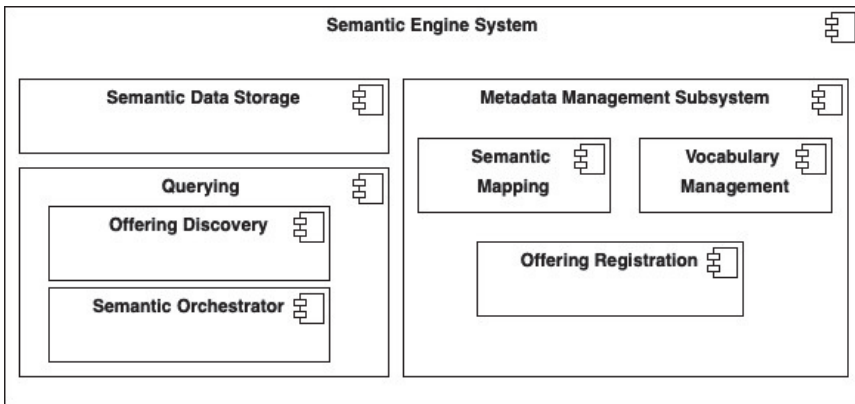 Semantic Engine System
Semantic Data Storage
Querying
Offering Discovery
Semantic Orchestrator
Metadada Management Subsystem
Semantic
Mapping
Vocabulary
Management
Offering Registration